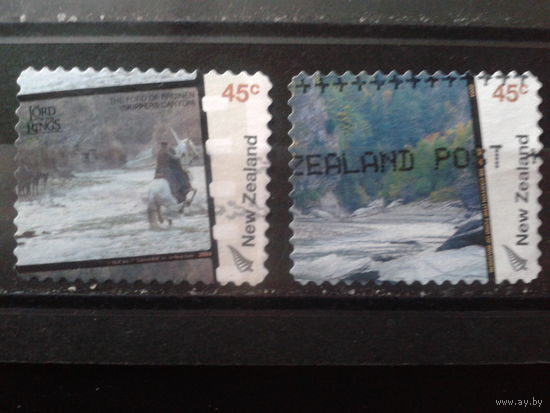 THE LORD OF THE RINGS
THE FORD OF BRUINEN
(SKIPPERS CANYON)
45c
New Zealand
45c
ZEALAND POST
New Zealand
www.ay.by